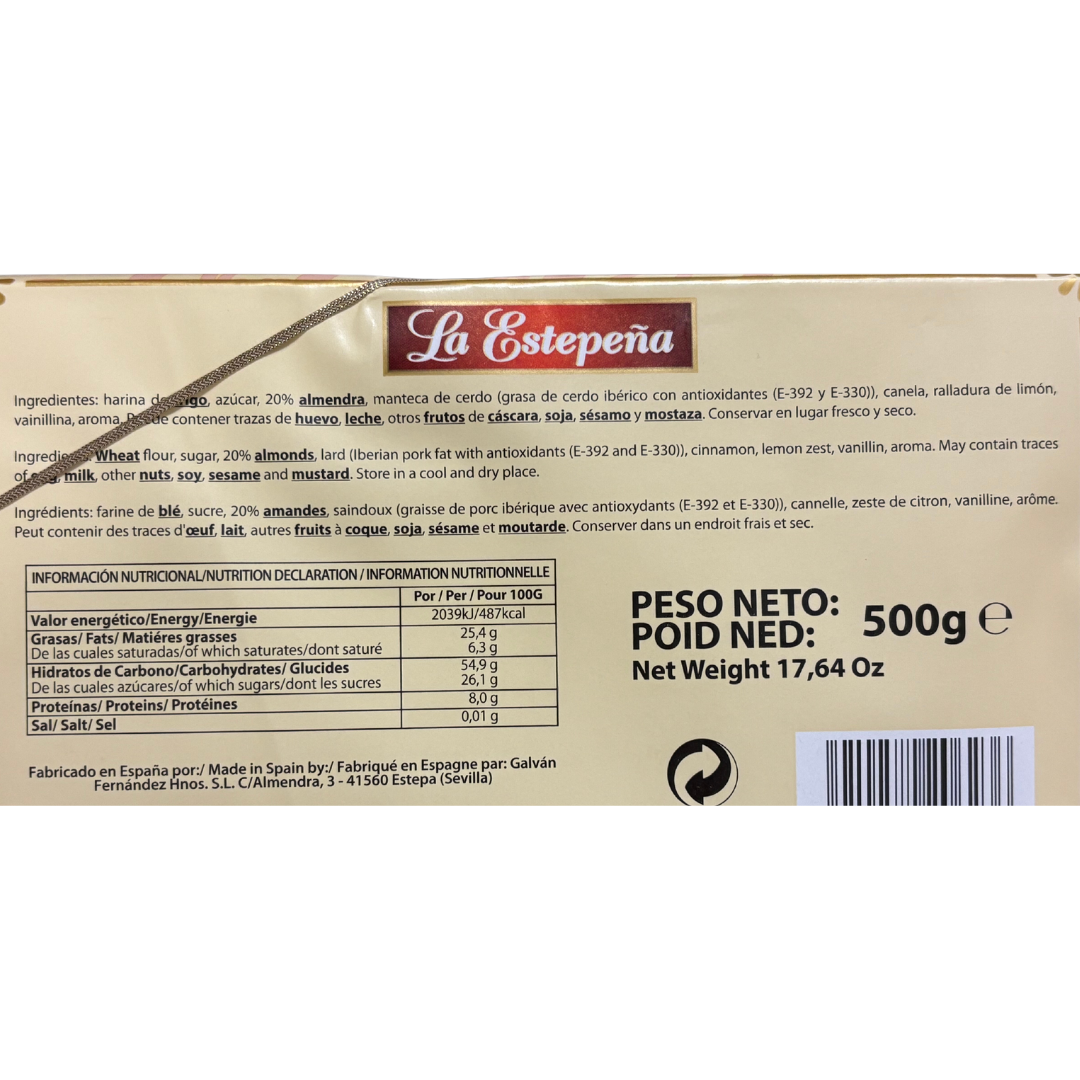 La Estepeña
Ingredientes: harina azúcar, 20% almendra, manteca de cerdo (grasa de cerdo ibérico con antioxidantes (E-392 y E-330)), canela, ralladura de limón,
vainillina, aroma. contener trazas de huevo, leche, otros frutos de cáscara, soja, sésamo y mostaza. Conservar en lugar fresco y seco.
Wheat flour, sugar, 20% almonds, lard (Iberian pork fat with antioxidants (E-392 and E-330)), cinnamon, lemon zest, vanillin, aroma. May contain traces
of milk, other nuts, soy, sesame and mustard. Store in a cool and dry place.
Ingrédients: farine de blé, sucre, 20% amandes, saindoux (graisse de porc ibérique avec antioxydants (E-392 et E-330)), cannelle, zeste de citron, vanilline, arôme.
Peut contenir des traces d'œuf, lait, autres fruits à coque, soja, sésame et moutarde. Conserver dans un endroit frais et sec.
INFORMACIÓN NUTRICIONAL/NUTRITION DECLARATION / INFORMATION NUTRITIONNELLE
Por / Per / Pour 100G
Valor energético/Energy/Energie 2039kJ/487kcal
Grasas/ Fats/ Matiéres grasses 25,4 g
De las cuales saturadas/of which saturates/dont saturé 6,3 g
Hidratos de Carbono/Carbohydrates/ Glucides 54,9 g
De las cuales azúcares/of which sugars/dont les sucres 26,1 g
Proteínas/ Proteins/ Protéines 8,0 g
Sal/ Salt/ Sel 0,01 g
PESO NETO:
POID NED: 500g ℮
Net Weight 17,64 Oz
Fabricado en España por:/ Made in Spain by:/ Fabriqué en Espagne par: Galván
Fernández Hnos. S.L. C/Almendra, 3 - 41560 Estepa (Sevilla)